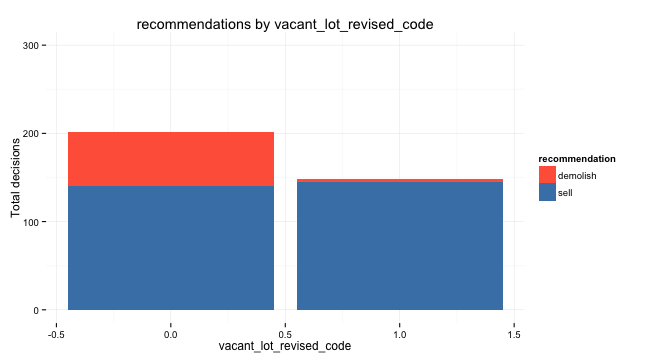 recommendations by vacant_lot_revised_code
300
200
100
0
Total decisions
-0.5
0.0
0.5
1.0
1.5
vacant_lot_revised_code
recommendation
demolish
sell